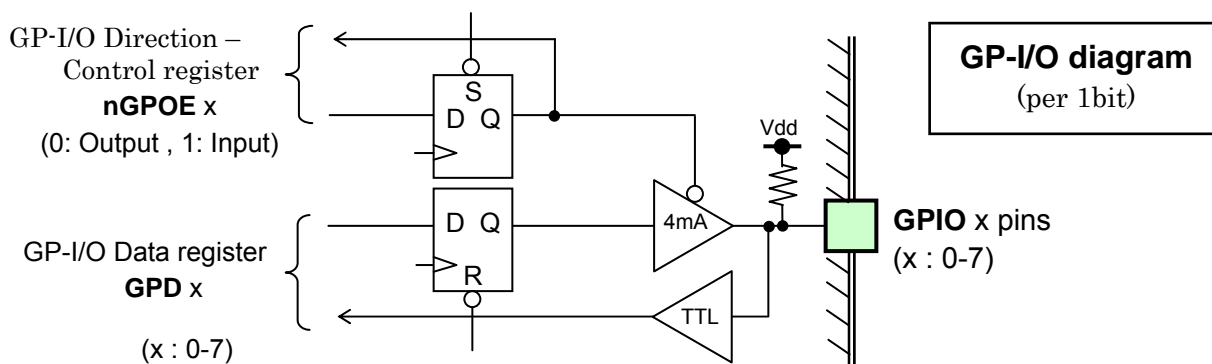 GP-I/O Direction –
Control register
nGPOE x
(0: Output , 1: Input)
S
D Q
GP-I/O diagram
(per 1bit)
Vdd
4mA
D Q
R
GPIO x pins
(x : 0-7)
GP-I/O Data register
GPD x
TTL
(x : 0-7)